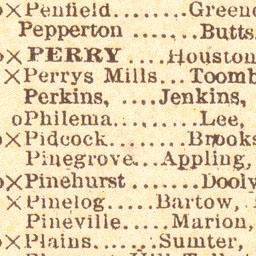 o×Penfield.......Greene
Pepperton ....Butts
×PERRY ....Houston
×Perrys Mills...Toomb
Perkins, ....Jenkins,
oPhilema.........Lee,
o×Pidcock.......Brooks
Pinegrove...Appling,
o×Pinehurst......Dooly
×Pinelog.....Bartow,
Pineville.....Marion,
o×Plains......Sumter,